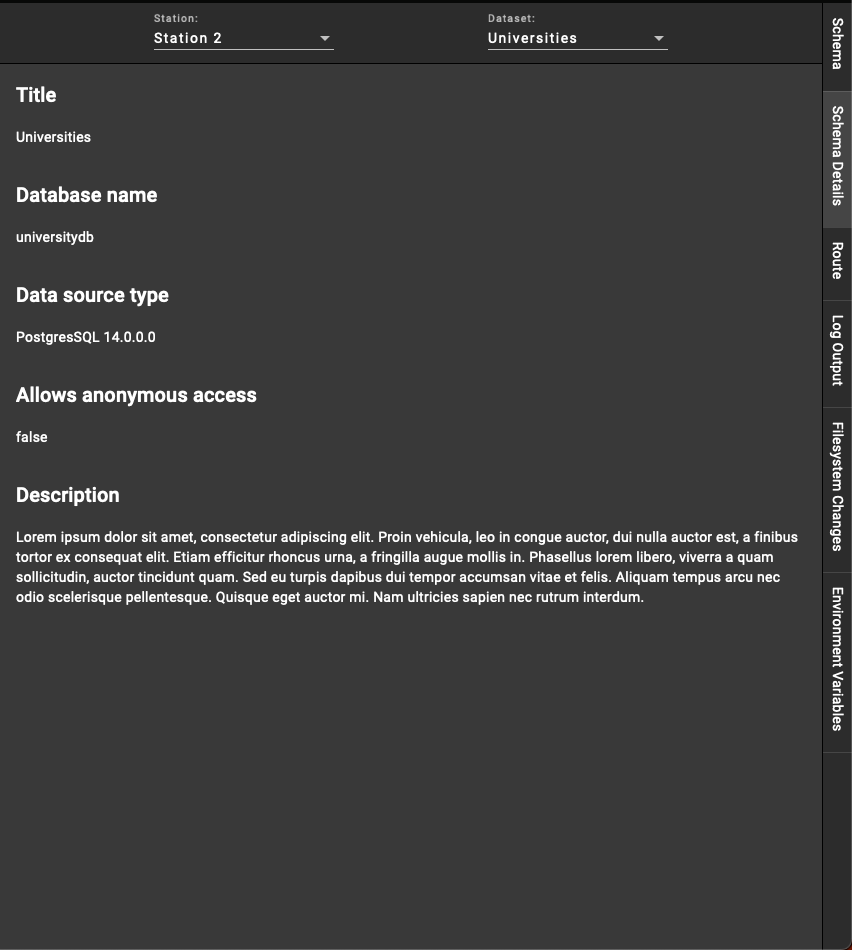 Station:
Station 2
Dataset:
Universities
Title
Universities
Database name
universitydb
Data source type
PostgresSQL 14.0.0.0
Allows anonymous access
false
Description
Lorem ipsum dolor sit amet, consectetur adipiscing elit. Proin vehicula, leo in congue auctor, dui nulla auctor est, a finibus
tortor ex consequat elit. Etiam efficitur rhoncus urna, a fringilla augue mollis in. Phasellus lorem libero, viverra a quam
sollicitudin, auctor tincidunt quam. Sed eu turpis dapibus dui tempor accumsan vitae et felis. Aliquam tempus arcu nec
odio scelerisque pellentesque. Quisque eget auctor mi. Nam ultricies sapien nec rutrum interdum.
Schema
Schema Details
Route
Log Output
Filesystem Changes
Environment Variables